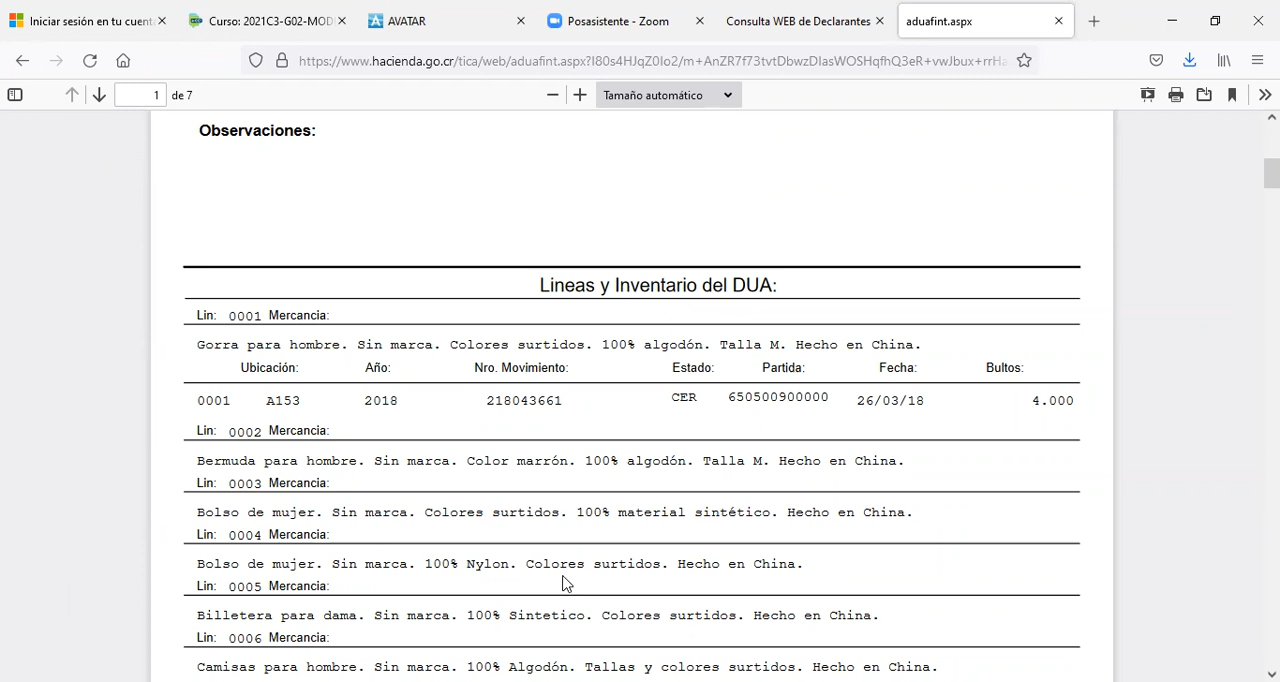 Iniciar sesión en tu cuenta
Curso: 2021C3-G02-MOD
AVATAR
Posasistente - Zoom
Consulta WEB de Declarantes
aduafint.aspx
https://www.hacienda.go.cr/tica/web/aduafint.aspx?
1 de 7
Tamaño automático
Observaciones:
Lineas y Inventario del DUA:
Lin: 0001 Mercancia:
Gorra para hombre. Sin marca. Colores surtidos. 100% algodón. Talla M. Hecho en China.
Ubicación: Año: Nro. Movimiento: Estado: Partida: Fecha: Bultos:
0001 A153 2018 218043661 CER 650500900000 26/03/18 4.000
Lin: 0002 Mercancia:
Bermuda para hombre. Sin marca. Color marrón. 100% algodón. Talla M. Hecho en China.
Lin: 0003 Mercancia:
Bolso de mujer. Sin marca. Colores surtidos. 100% material sintético. Hecho en China.
Lin: 0004 Mercancia:
Bolso de mujer. Sin marca. 100% Nylon. Colores surtidos. Hecho en China.
Lin: 0005 Mercancia:
Billetera para dama. Sin marca. 100% Sintetico. Colores surtidos. Hecho en China.
Lin: 0006 Mercancia:
Camisas para hombre. Sin marca. 100% Algodón. Tallas y colores surtidos. Hecho en China.